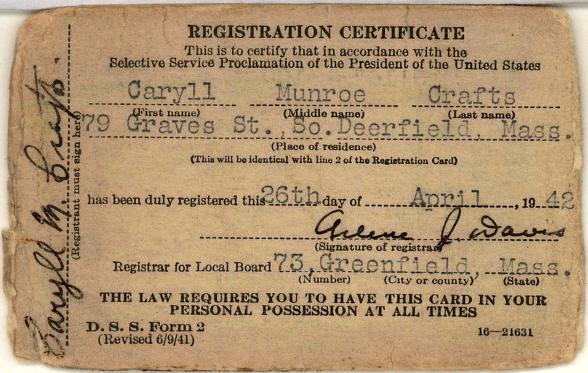 REGISTRATION CERTIFICATE
This is to certify that in accordance with the
Selective Service Proclamation of the President of the United States
Caryll Munroe Crafts
(First name) (Middle name) (Last name)
79 Graves St., So. Deerfield, Mass.
(Place of residence)
(This will be identical with line 2 of the Registration Card)
has been duly registered this 26th day of April, 1942
Arlene J Davis
(Signature of registrar)
Registrar for Local Board 73, Greenfield, Mass.
(Number) (City or county) (State)
THE LAW REQUIRES YOU TO HAVE THIS CARD IN YOUR
PERSONAL POSSESSION AT ALL TIMES
D. S. S. Form 2
(Revised 6/9/41) 16—21631
Caryll M Crafts.
(Registrant must sign here)